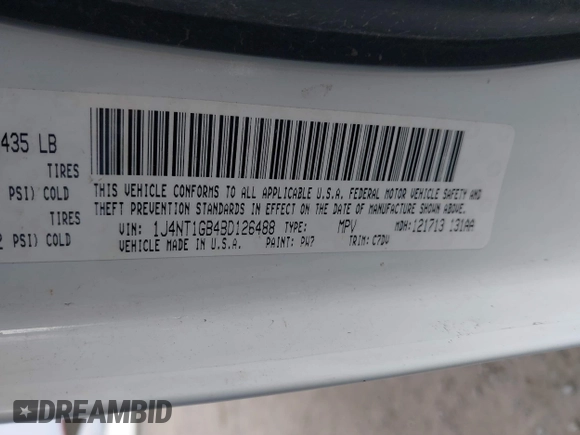 435 LB
TIRES
PSI) COLD
TIRES
PSI) COLD
THIS VEHICLE CONFORMS TO ALL APPLICABLE U.S.A. FEDERAL MOTOR VEHICLE SAFETY AND
THEFT PREVENTION STANDARDS IN EFFECT ON THE DATE OF MANUFACTURE SHOWN ABOVE.
VIN: 1J4NT1GB4BD126488 TYPE: MPV MDH:121713 131AA
VEHICLE MADE IN U.S.A. PAINT: PW7 TRIM: C7DV
DREAMBID